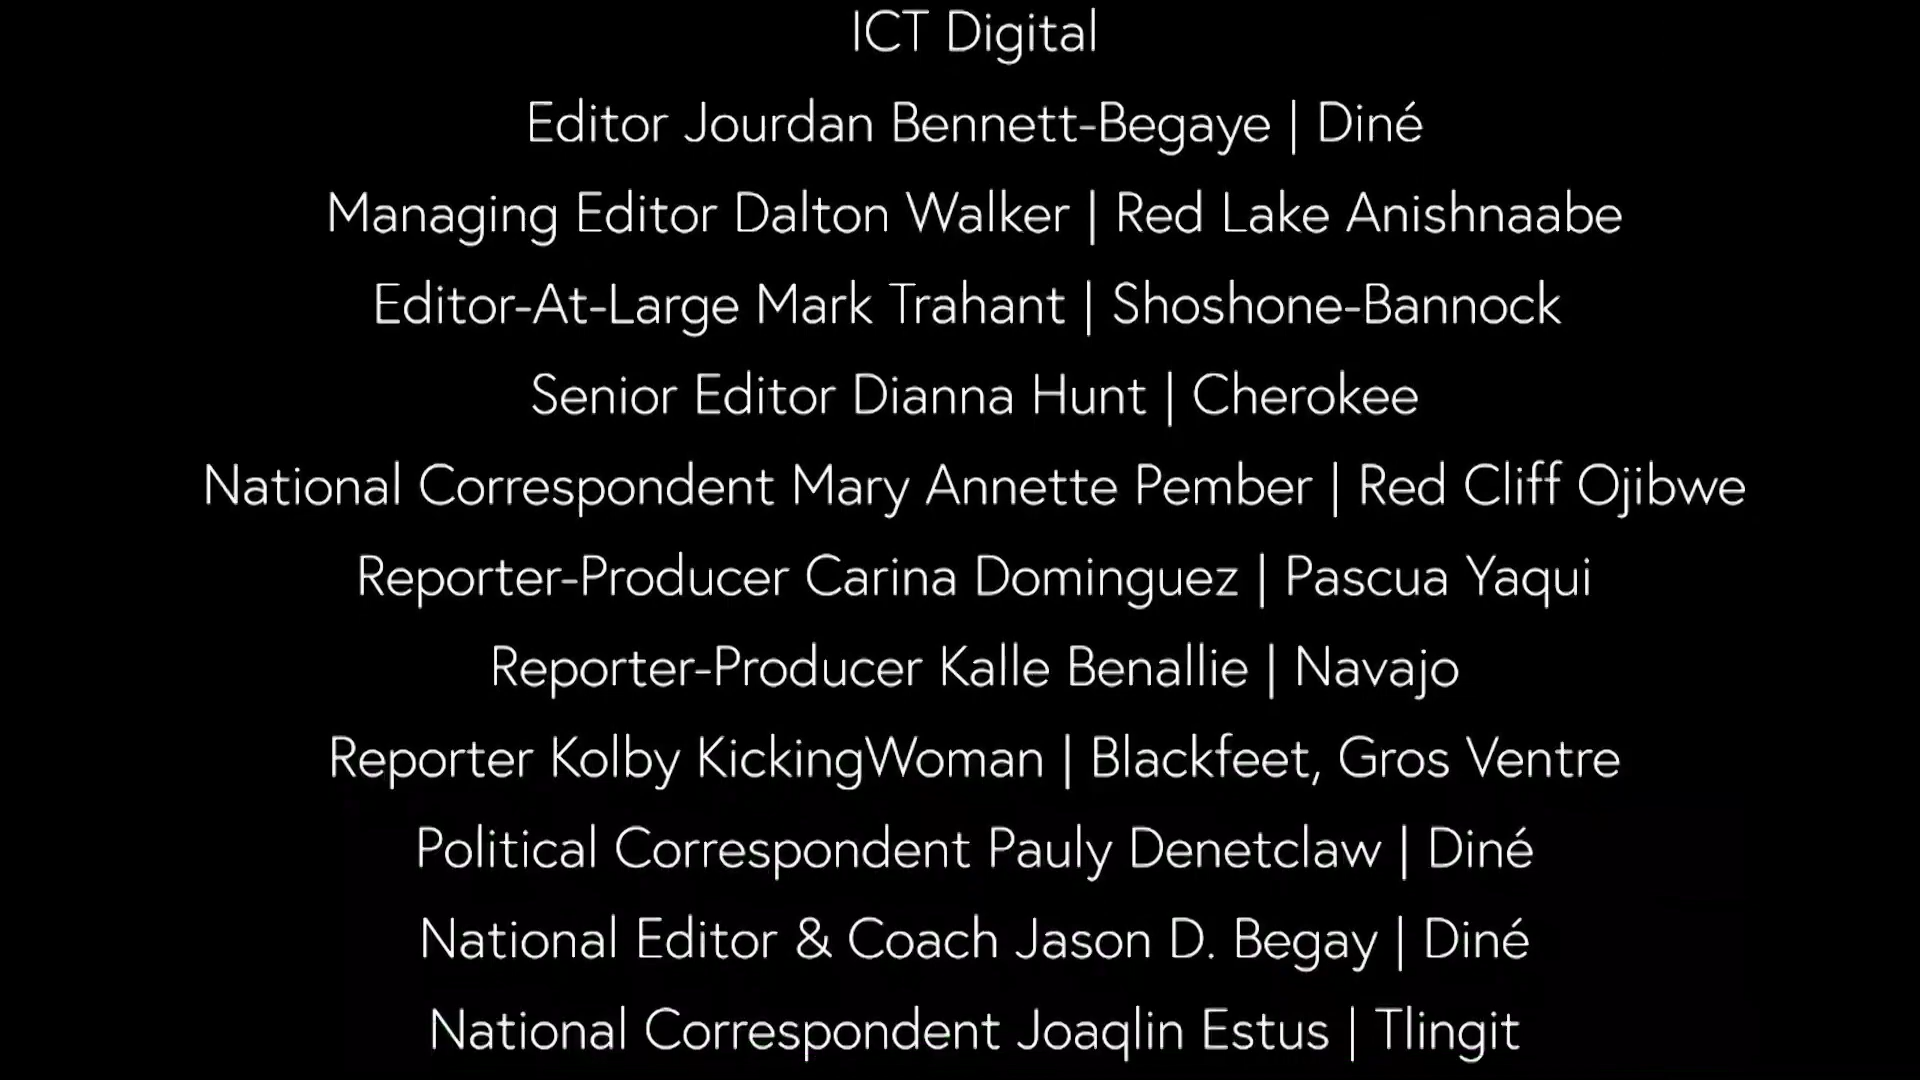 ICT Digital
Editor Jourdan Bennett-Begaye | Diné
Managing Editor Dalton Walker | Red Lake Anishnaabe
Editor-At-Large Mark Trahant | Shoshone-Bannock
Senior Editor Dianna Hunt | Cherokee
National Correspondent Mary Annette Pember | Red Cliff Ojibwe
Reporter-Producer Carina Dominguez | Pascua Yaqui
Reporter-Producer Kalle Benallie | Navajo
Reporter Kolby KickingWoman | Blackfeet, Gros Ventre
Political Correspondent Pauly Denetclaw | Diné
National Editor & Coach Jason D. Begay | Diné
National Correspondent Joaqlin Estus | Tlingit